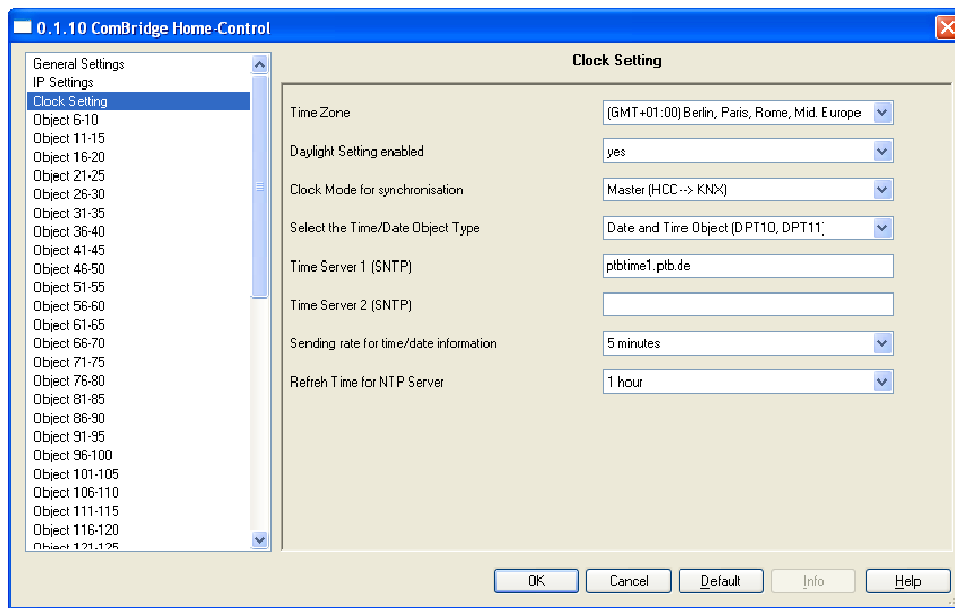 0.1.10 ComBridge Home-Control
General Settings
IP Settings
Clock Setting
Object 6-10
Object 11-15
Object 16-20
Object 21-25
Object 26-30
Object 31-35
Object 36-40
Object 41-45
Object 46-50
Object 51-55
Object 56-60
Object 61-65
Object 66-70
Object 71-75
Object 76-80
Object 81-85
Object 86-90
Object 91-95
Object 96-100
Object 101-105
Object 106-110
Object 111-115
Object 116-120
Object 121-125
Clock Setting
Time Zone
(GMT+01:00) Berlin, Paris, Rome, Mid. Europe
Daylight Setting enabled
yes
Clock Mode for synchronisation
Master (HCC --> KNX)
Select the Time/Date Object Type
Date and Time Object (DPT10, DPT11)
Time Server 1 (SNTP)
ptbtime1.ptb.de
Time Server 2 (SNTP)
Sending rate for time/date information
5 minutes
Refreh Time for NTP Server
1 hour
OK
Cancel
Default
Info
Help